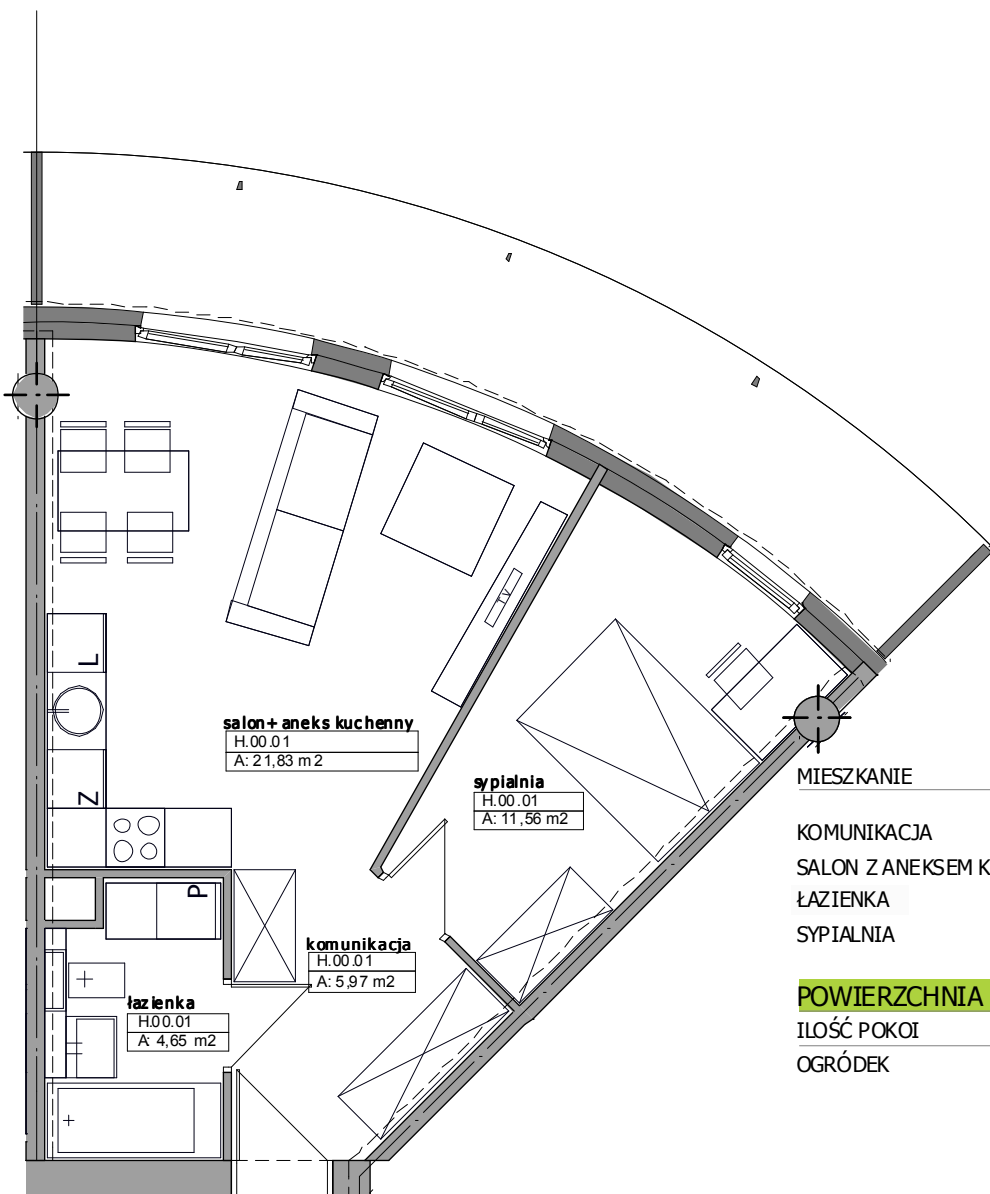 TV
L
Z
P
salon+ aneks kuchenny
H.00.01
A: 21,83 m2
sypialnia
H.00.01
A: 11,56 m2
komunikacja
H.00.01
A: 5,97 m2
łazienka
H.00.01
A: 4,65 m2
MIESZKANIE
KOMUNIKACJA
SALON Z ANEKSEM K
ŁAZIENKA
SYPIALNIA
POWIERZCHNIA
ILOŚĆ POKOI
OGRÓDEK